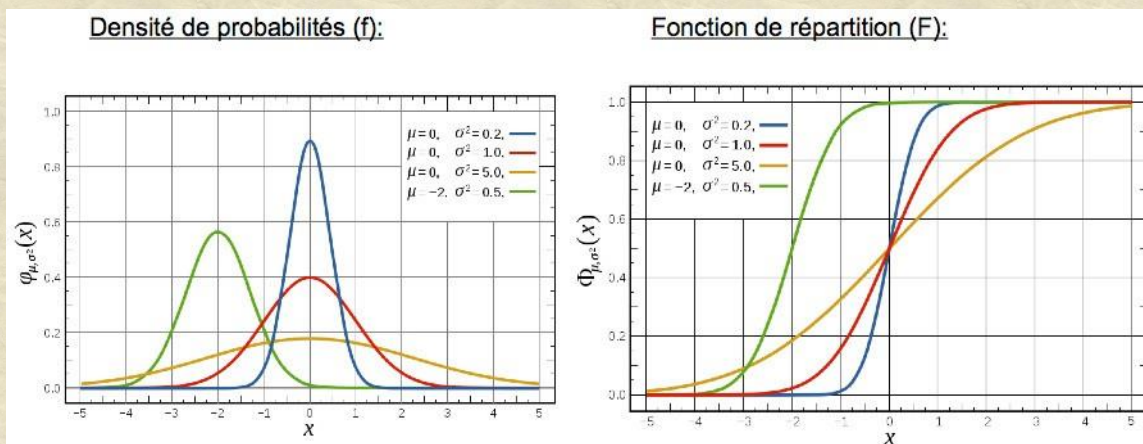 Densité de probabilités (f):
φμ,σ²(x)
1.0
0.8
0.6
0.4
0.2
0.0
μ=0, σ²=0.2,
μ=0, σ²=1.0,
μ=0, σ²=5.0,
μ=−2, σ²=0.5,
−5 −4 −3 −2 −1 0 1 2 3 4 5
x
Fonction de répartition (F):
Φμ,σ²(x)
1.0
0.8
0.6
0.4
0.2
0.0
μ=0, σ²=0.2,
μ=0, σ²=1.0,
μ=0, σ²=5.0,
μ=−2, σ²=0.5,
−5 −4 −3 −2 −1 0 1 2 3 4 5
x